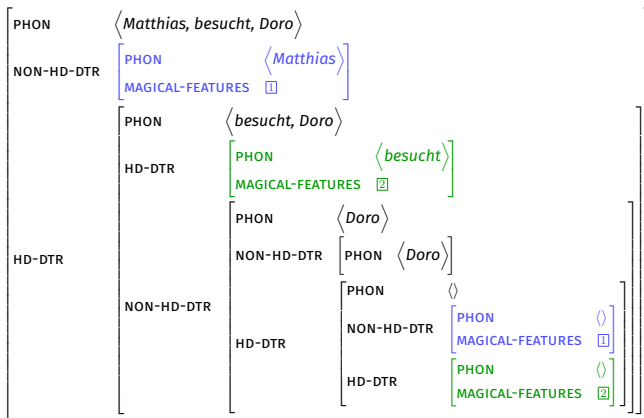 PHON ⟨Matthias, besucht, Doro⟩
NON-HD-DTR PHON ⟨Matthias⟩
MAGICAL-FEATURES 1
PHON ⟨besucht, Doro⟩
HD-DTR PHON ⟨besucht⟩
MAGICAL-FEATURES 2
PHON ⟨Doro⟩
NON-HD-DTR PHON ⟨Doro⟩
HD-DTR
NON-HD-DTR
PHON ⟨⟩
NON-HD-DTR PHON ⟨⟩
MAGICAL-FEATURES 1
HD-DTR
HD-DTR PHON ⟨⟩
MAGICAL-FEATURES 2